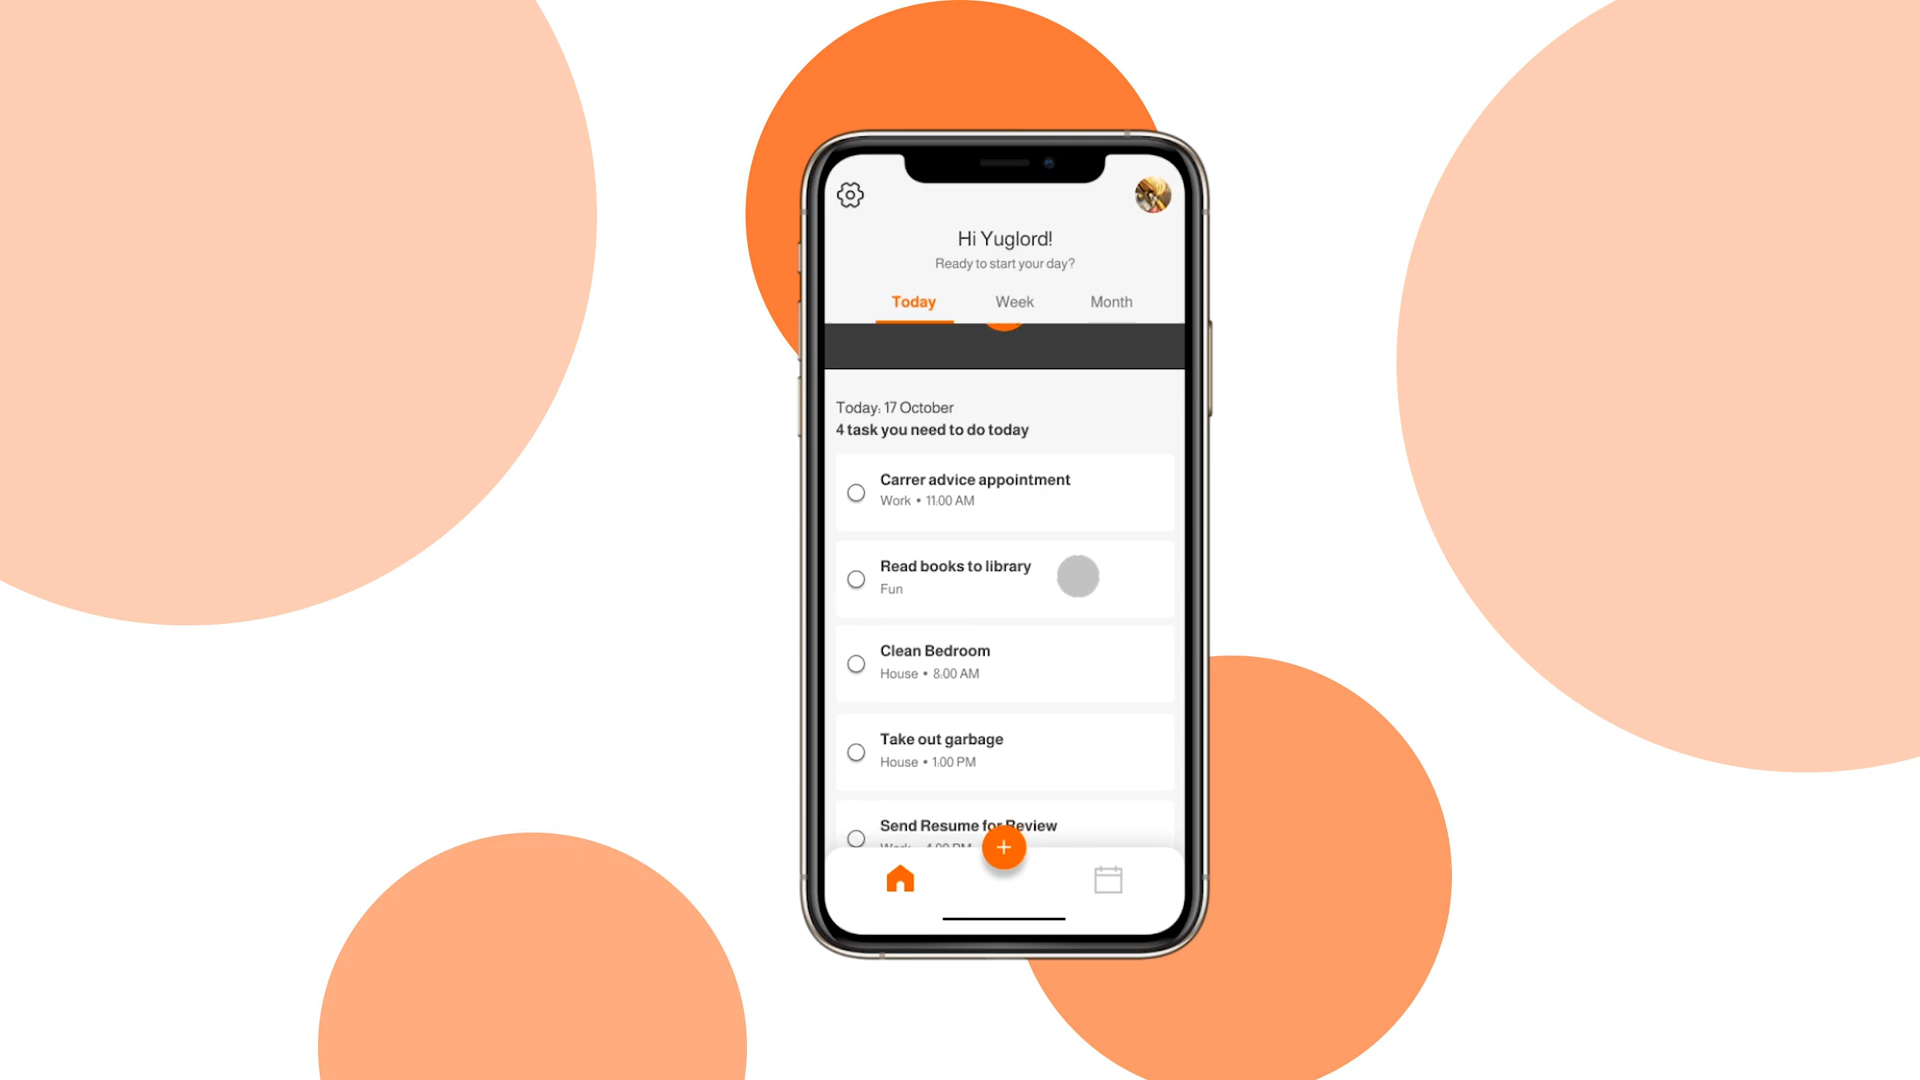 Hi Yuglord!
Ready to start your day?
Today Week Month
Today: 17 October
4 task you need to do today
Carrer advice appointment
Work • 11:00 AM
Read books to library
Fun
Clean Bedroom
House • 8:00 AM
Take out garbage
House • 1:00 PM
Send Resume for Review
Work 4:00 PM